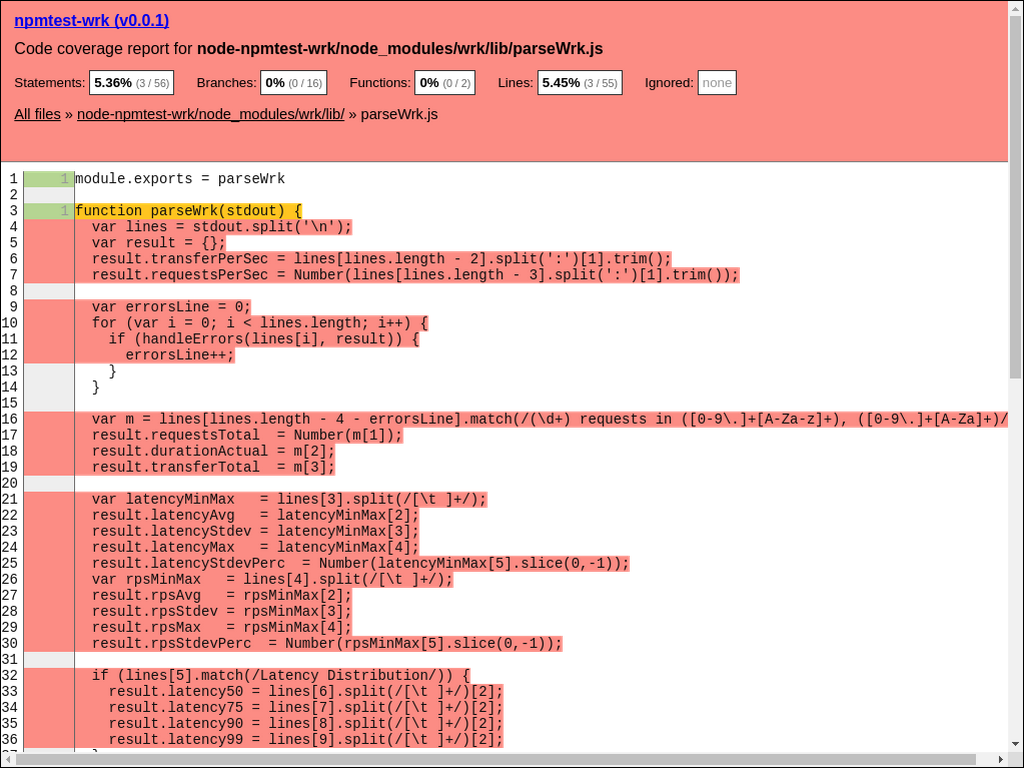 npmtest-wrk (v0.0.1)
Code coverage report for node-npmtest-wrk/node_modules/wrk/lib/parseWrk.js
Statements: 5.36% (3 / 56) Branches: 0% (0 / 16) Functions: 0% (0 / 2) Lines: 5.45% (3 / 55) Ignored: none
All files » node-npmtest-wrk/node_modules/wrk/lib/ » parseWrk.js
1 1 module.exports = parseWrk
2
3 1 function parseWrk(stdout) {
4 var lines = stdout.split('\n');
5 var result = {};
6 result.transferPerSec = lines[lines.length - 2].split(':')[1].trim();
7 result.requestsPerSec = Number(lines[lines.length - 3].split(':')[1].trim());
8
9 var errorsLine = 0;
10 for (var i = 0; i < lines.length; i++) {
11 if (handleErrors(lines[i], result)) {
12 errorsLine++;
13 }
14 }
15
16 var m = lines[lines.length - 4 - errorsLine].match(/(\d+) requests in ([0-9\.]+[A-Za-z]+), ([0-9\.]+[A-Za]+)/
17 result.requestsTotal  = Number(m[1]);
18 result.durationActual = m[2];
19 result.transferTotal  = m[3];
20
21 var latencyMinMax   = lines[3].split(/[\t ]+/);
22 result.latencyAvg   = latencyMinMax[2];
23 result.latencyStdev = latencyMinMax[3];
24 result.latencyMax   = latencyMinMax[4];
25 result.latencyStdevPerc  = Number(latencyMinMax[5].slice(0,-1));
26 var rpsMinMax   = lines[4].split(/[\t ]+/);
27 result.rpsAvg   = rpsMinMax[2];
28 result.rpsStdev = rpsMinMax[3];
29 result.rpsMax   = rpsMinMax[4];
30 result.rpsStdevPerc  = Number(rpsMinMax[5].slice(0,-1));
31
32 if (lines[5].match(/Latency Distribution/)) {
33 result.latency50 = lines[6].split(/[\t ]+/)[2];
34 result.latency75 = lines[7].split(/[\t ]+/)[2];
35 result.latency90 = lines[8].split(/[\t ]+/)[2];
36 result.latency99 = lines[9].split(/[\t ]+/)[2];